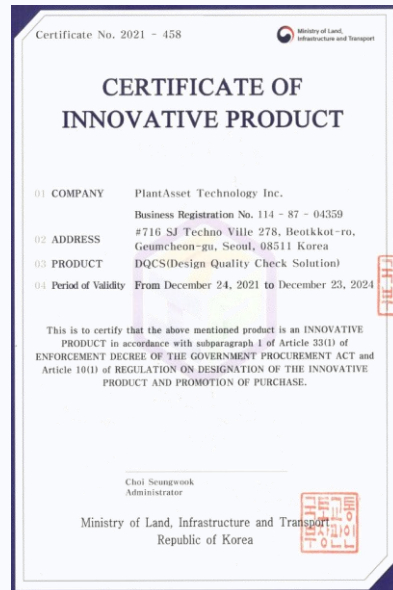 Certificate No. 2021 - 458
Ministry of Land,
Infrastructure and Transport
CERTIFICATE OF
INNOVATIVE PRODUCT
01 COMPANY PlantAsset Technology Inc.
Business Registration No. 114 - 87 - 04359
02 ADDRESS #716 SJ Techno Ville 278, Beotkkot-ro,
Geumcheon-gu, Seoul, 08511 Korea
03 PRODUCT DQCS(Design Quality Check Solution)
04 Period of Validity From December 24, 2021 to December 23, 2024
This is to certify that the above mentioned product is an INNOVATIVE
PRODUCT in accordance with subparagraph 1 of Article 33(1) of
ENFORCEMENT DECREE OF THE GOVERNMENT PROCUREMENT ACT and
Article 10(1) of REGULATION ON DESIGNATION OF THE INNOVATIVE
PRODUCT AND PROMOTION OF PURCHASE.
Choi Seungwook
Administrator
Ministry of Land, Infrastructure and Transport
Republic of Korea